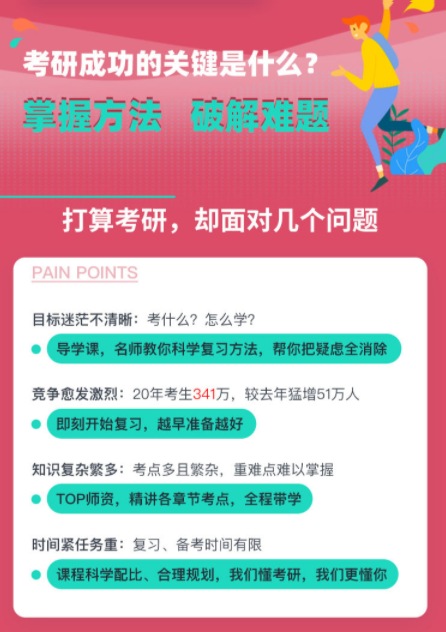 考研成功的关键是什么?
掌握方法 破解难题
打算考研，却面对几个问题
PAIN POINTS
目标迷茫不清晰：考什么？怎么学？
导学课，名师教你科学复习方法，帮你把疑虑全消除
竞争愈发激烈：20年考生341万，较去年猛增51万人
即刻开始复习，越早准备越好
知识复杂繁多：考点多且繁杂，重难点难以掌握
TOP师资，精讲各章节考点，全程带学
时间紧任务重：复习、备考时间有限
课程科学配比、合理规划，我们懂考研，我们更懂你